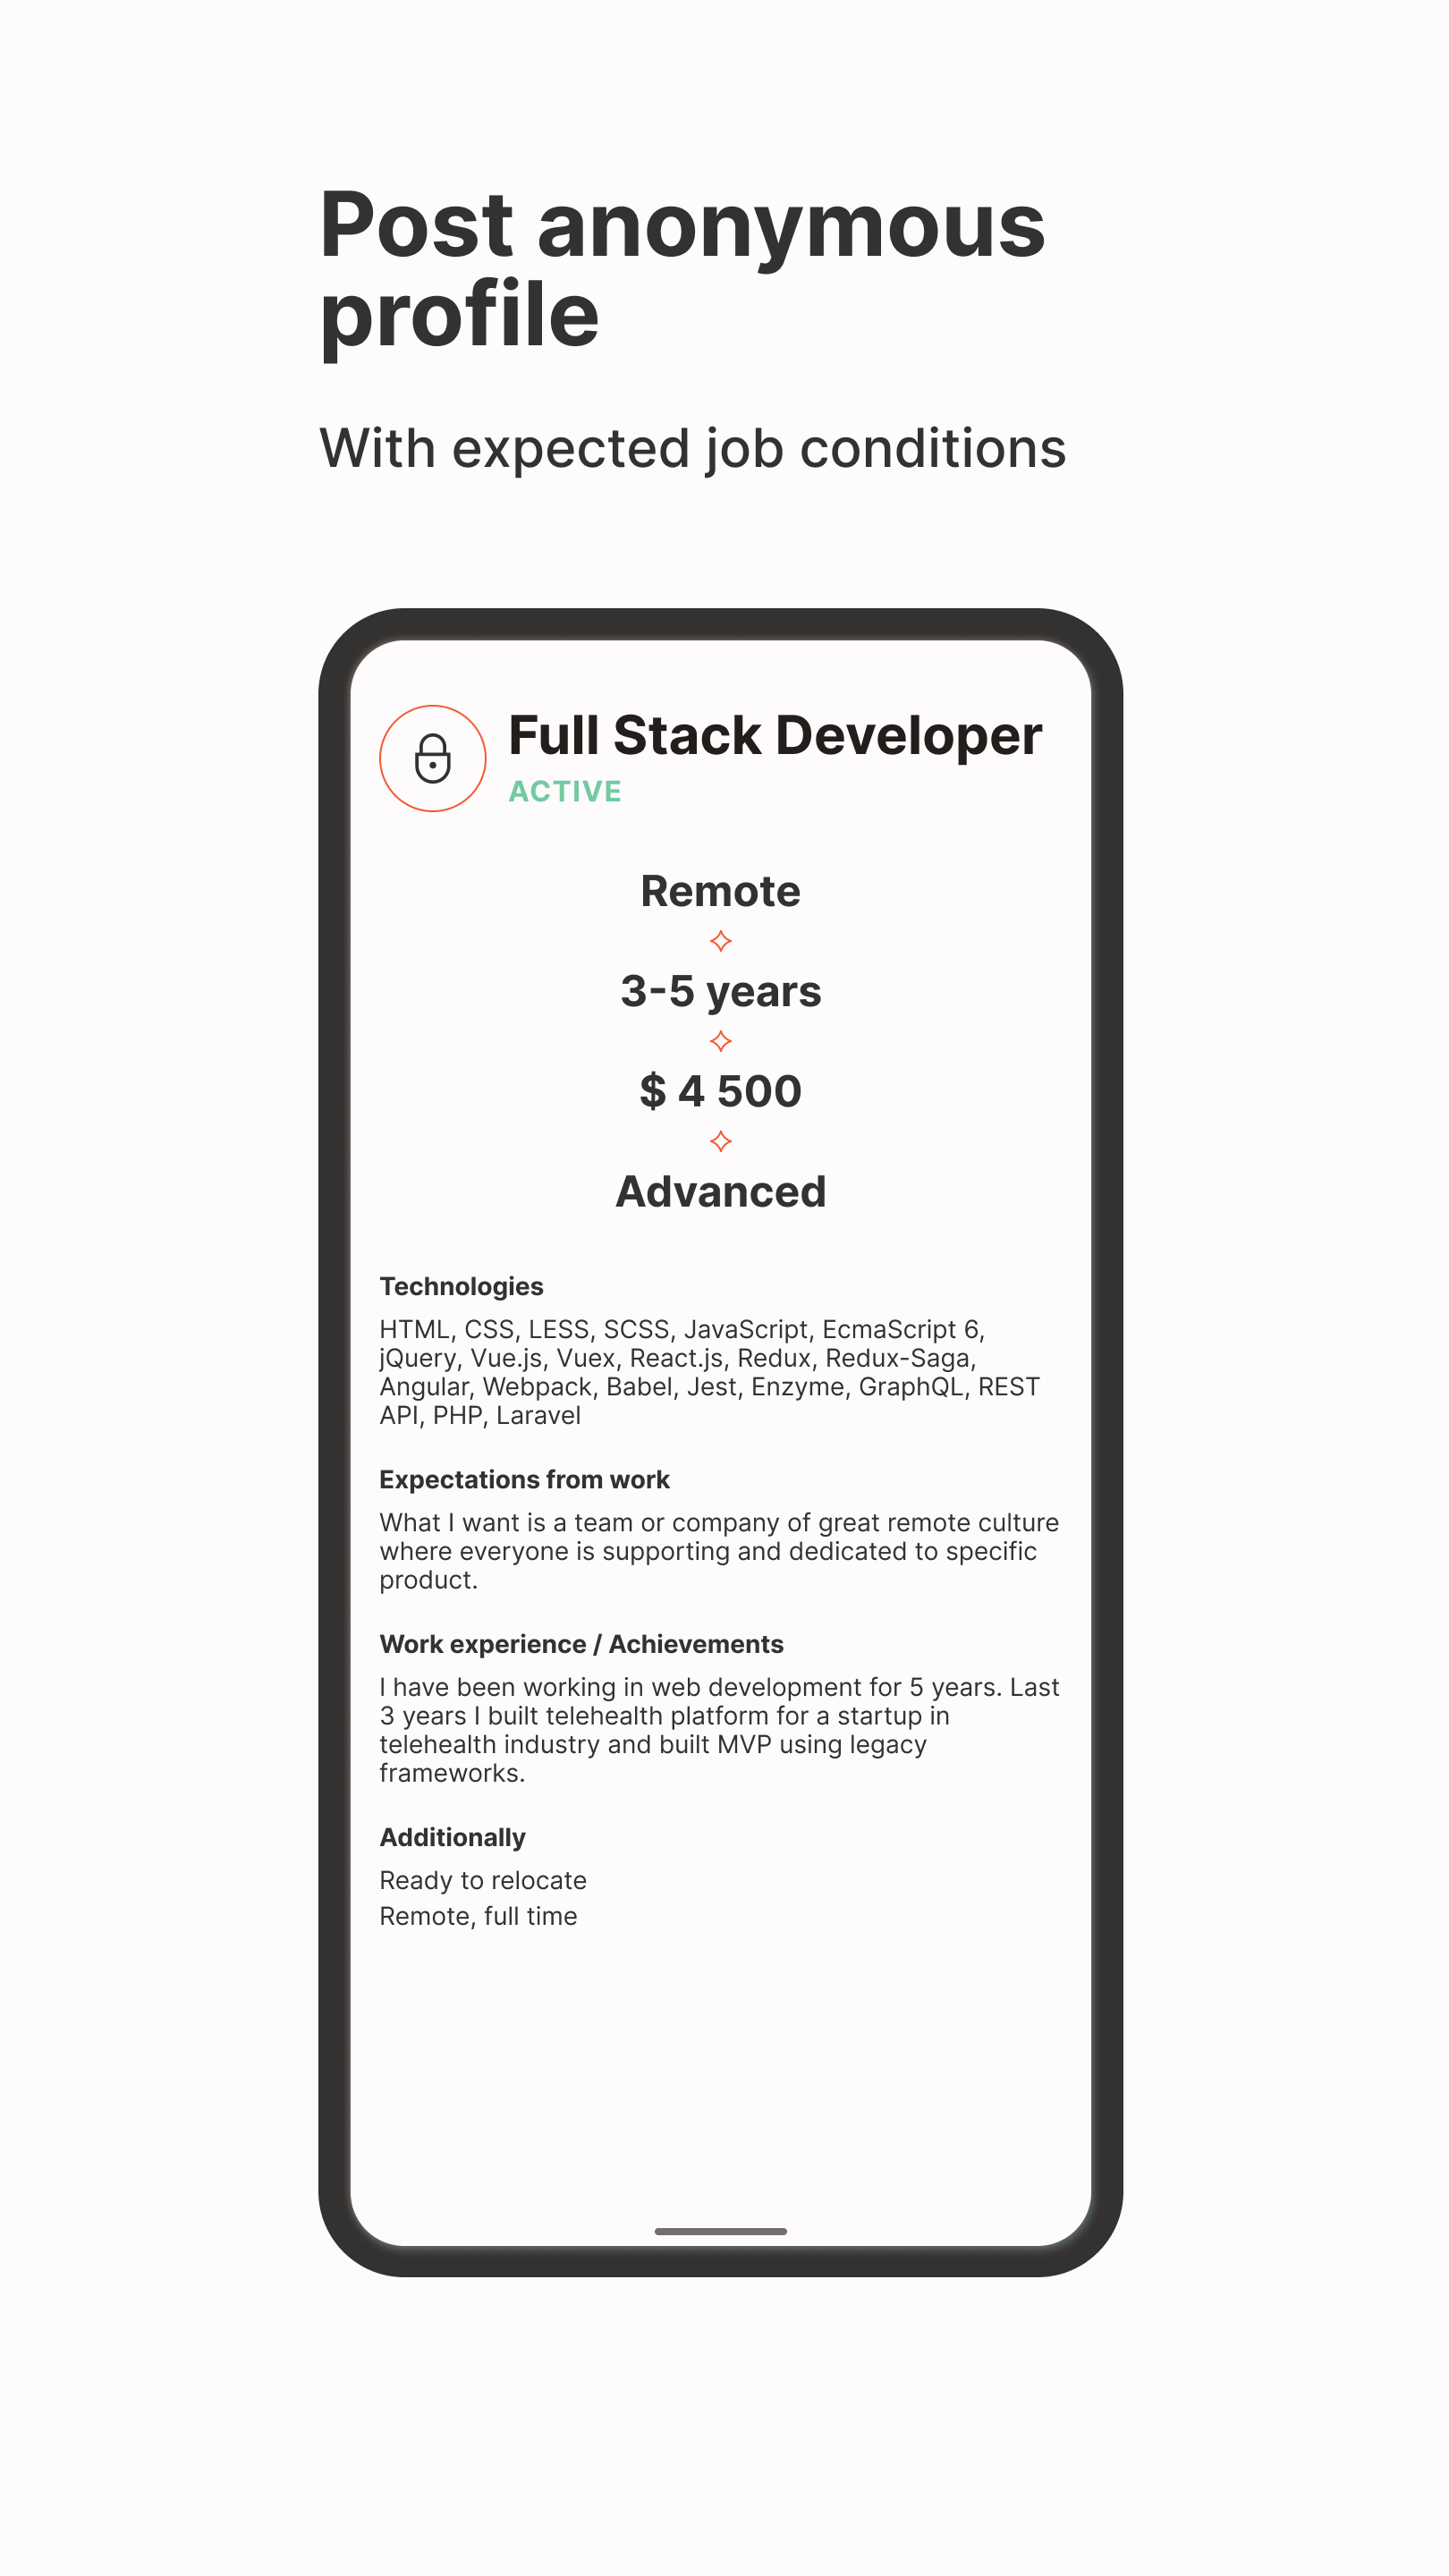 Post anonymous
profile
With expected job conditions
Full Stack Developer
ACTIVE
Remote
3-5 years
$ 4 500
Advanced
Technologies
HTML, CSS, LESS, SCSS, JavaScript, EcmaScript 6,
jQuery, Vue.js, Vuex, React.js, Redux, Redux-Saga,
Angular, Webpack, Babel, Jest, Enzyme, GraphQL, REST
API, PHP, Laravel
Expectations from work
What I want is a team or company of great remote culture
where everyone is supporting and dedicated to specific
product.
Work experience / Achievements
I have been working in web development for 5 years. Last
3 years I built telehealth platform for a startup in
telehealth industry and built MVP using legacy
frameworks.
Additionally
Ready to relocate
Remote, full time